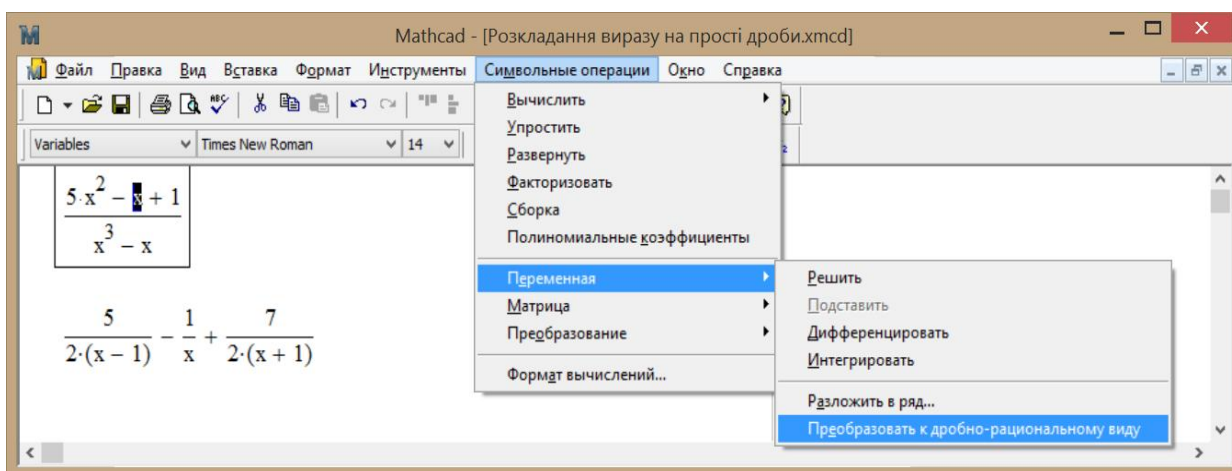 Mathcad - [Розкладання виразу на прості дроби.xmcd]
Файл Правка Вид Вставка Формат Инструменты Символьные операции Окно Справка
Variables Times New Roman 14
Вычислить
Упростить
Развернуть
Факторизовать
Сборка
Полиномиальные коэффициенты
Переменная
Матрица
Преобразование
Формат вычислений...
Решить
Подставить
Дифференцировать
Интегрировать
Разложить в ряд...
Преобразовать к дробно-рациональному виду
5·x² − x + 1
x³ − x
5 1 7
− +
2·(x − 1) x 2·(x + 1)